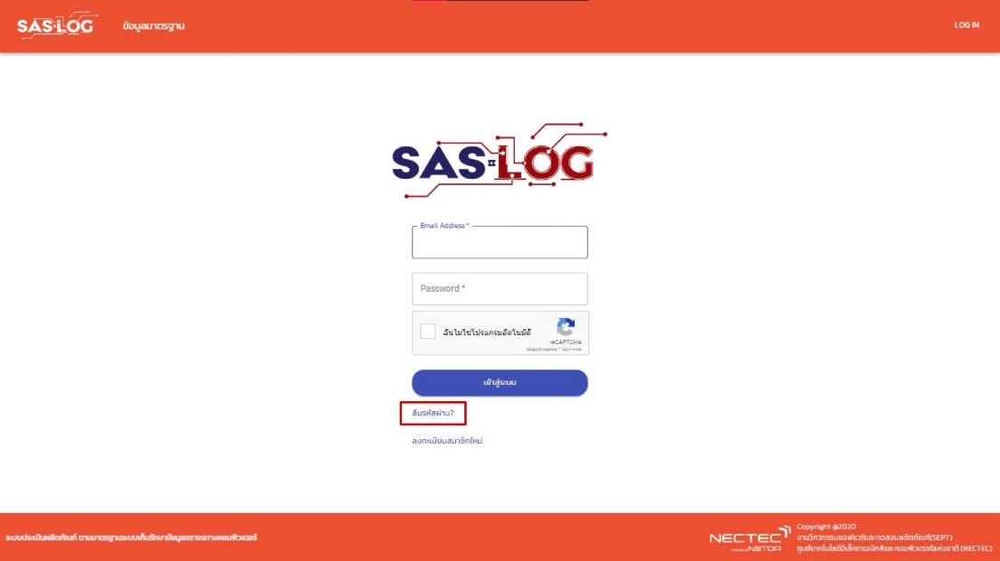 SAS-LOG
ข้อมูลมาตรฐาน
LOG IN
SAS-LOG
Email Address *
Password *
ฉันไม่ใช่โปรแกรมอัตโนมัติ
reCAPTCHA
เข้าสู่ระบบ
ลืมรหัสผ่าน?
ลงทะเบียนสมาชิกใหม่
ระบบประเมินผลิตภัณฑ์ ตามมาตรฐานระบบเก็บรักษาข้อมูลจราจรทางคอมพิวเตอร์
NECTEC
NSTDA
Copyright @2020
งานวิศวกรรมซอฟแวร์และทดสอบผลิตภัณฑ์(SEPT)
ศูนย์เทคโนโลยีอิเล็กทรอนิกส์และคอมพิวเตอร์แห่งชาติ (NECTEC)